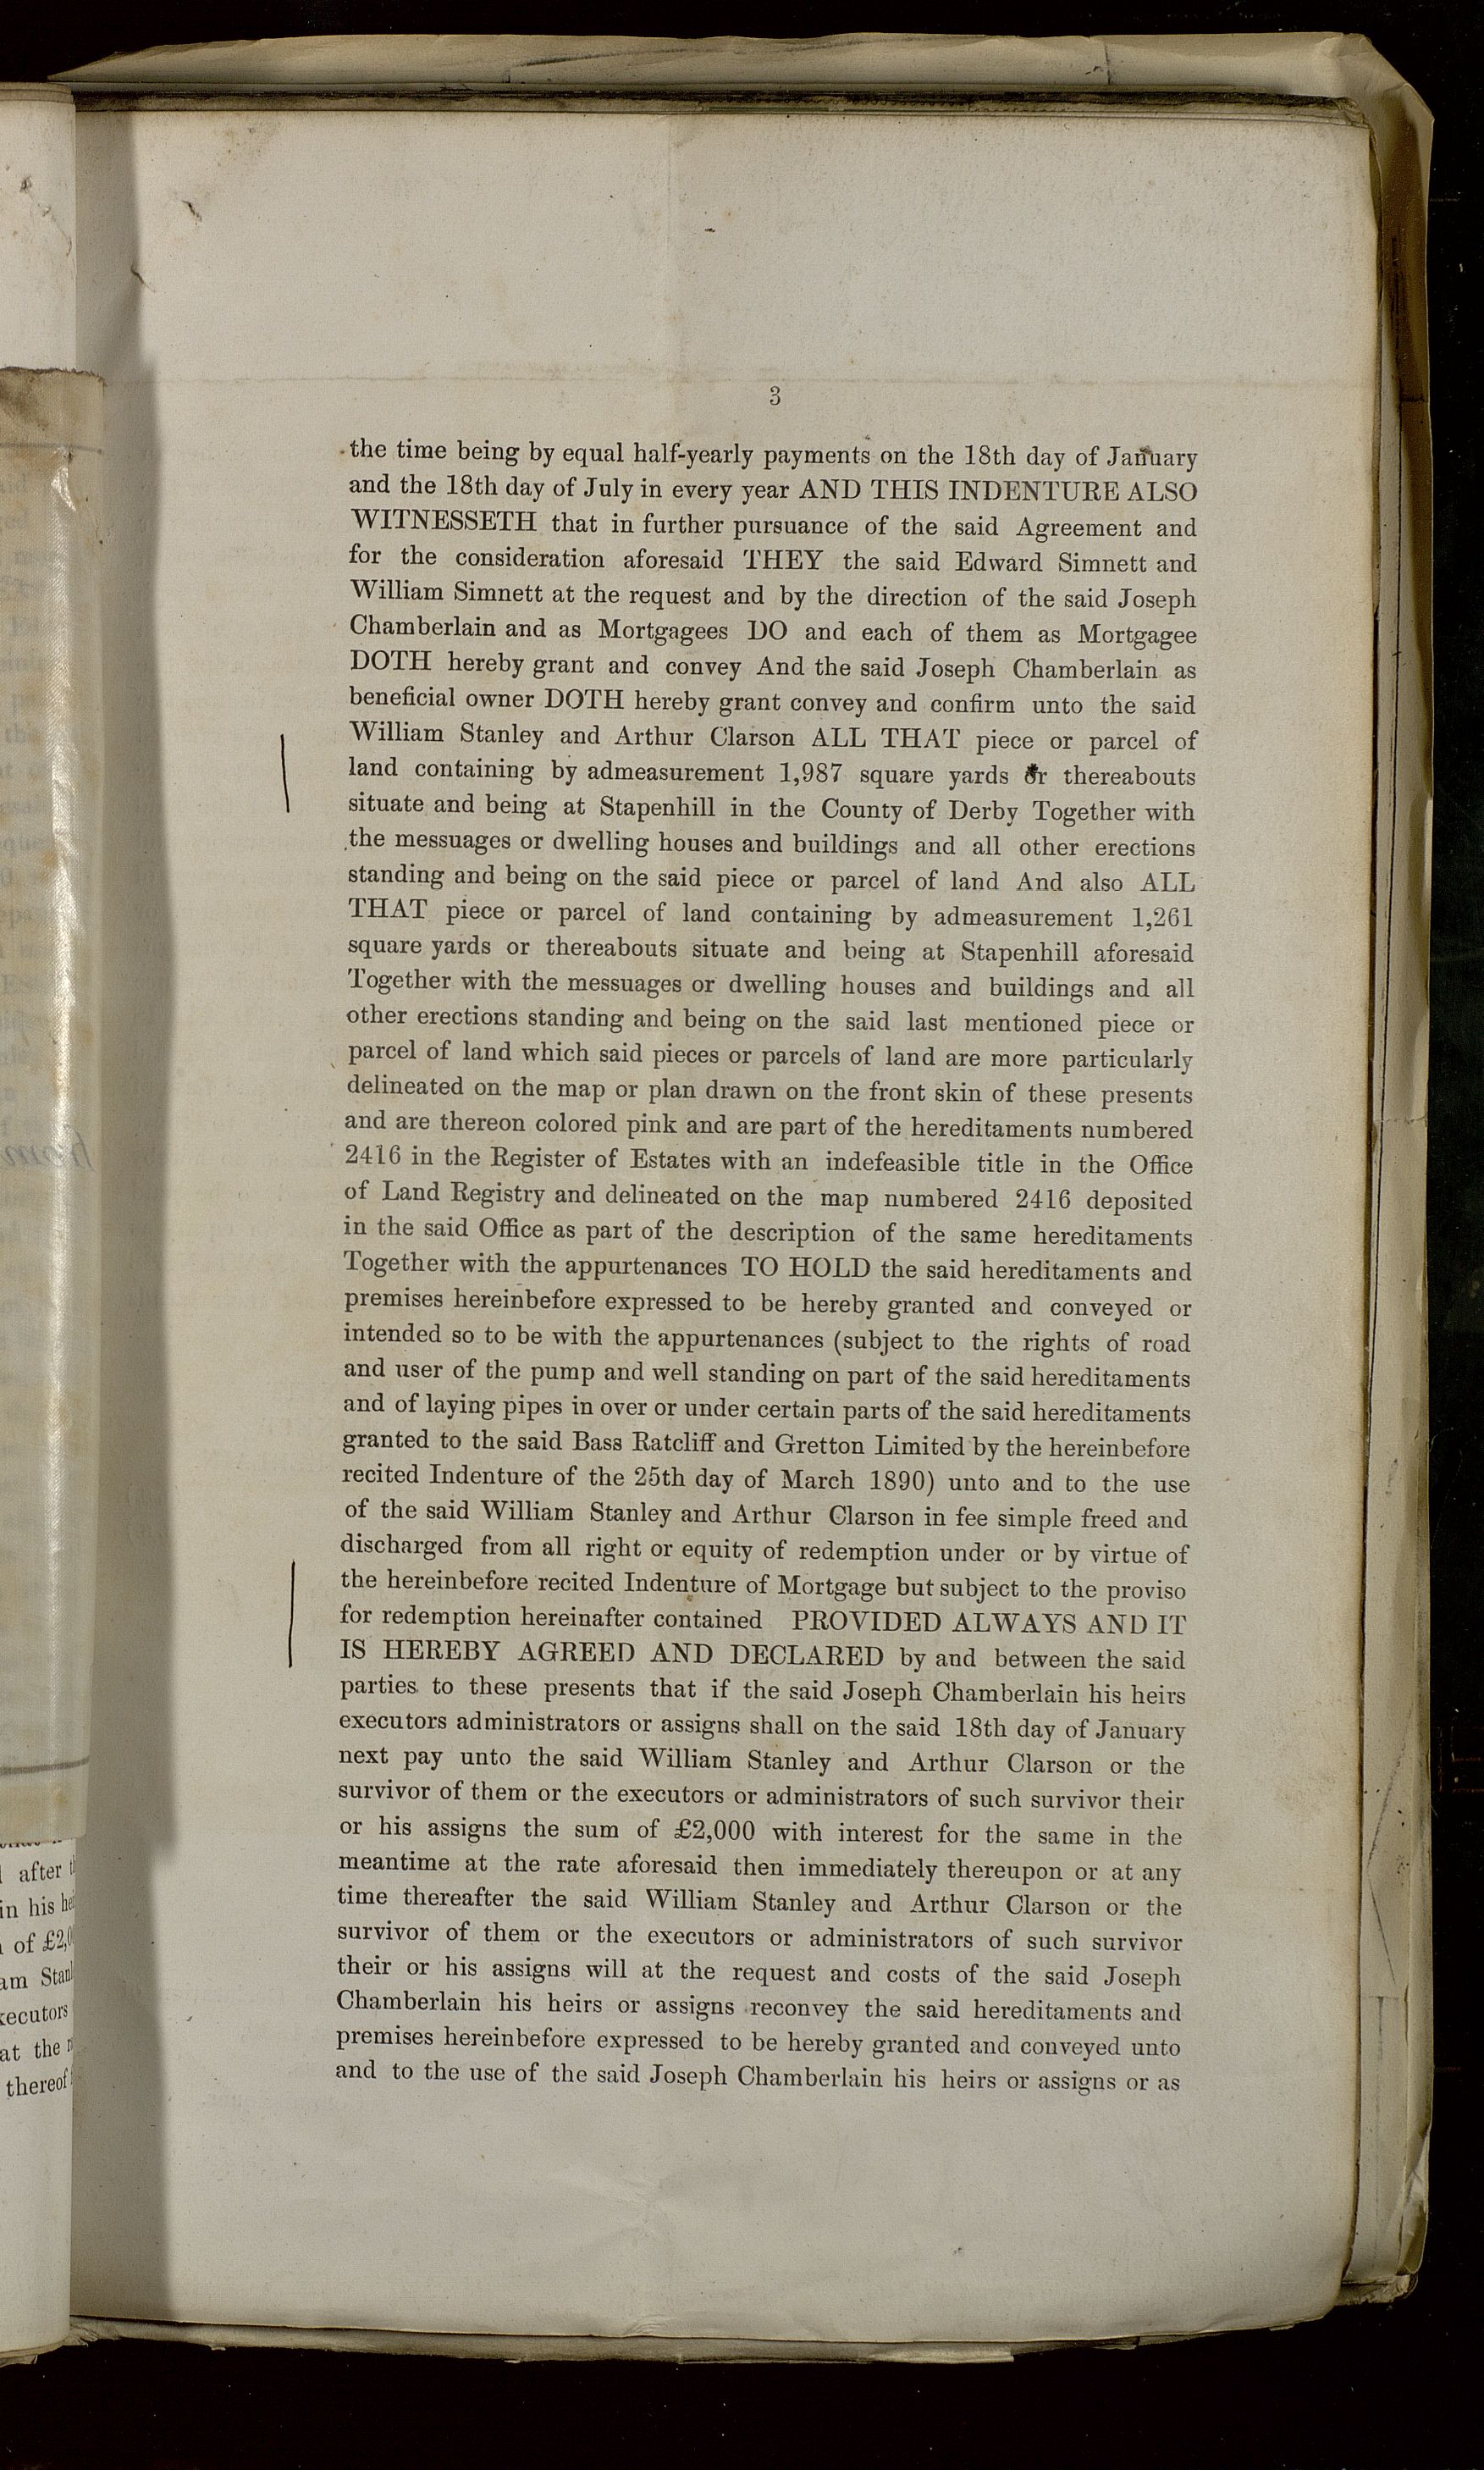 3
the time being by equal half-yearly payments on the 18th day of January
and the 18th day of July in every year AND THIS INDENTURE ALSO
WITNESSETH that in further pursuance of the said Agreement and
for the consideration aforesaid THEY the said Edward Simnett and
William Simnett at the request and by the direction of the said Joseph
Chamberlain and as Mortgagees DO and each of them as Mortgagee
DOTH hereby grant and convey And the said Joseph Chamberlain as
beneficial owner DOTH hereby grant convey and confirm unto the said
William Stanley and Arthur Clarson ALL THAT piece or parcel of
land containing by admeasurement 1,987 square yards or thereabouts
situate and being at Stapenhill in the County of Derby Together with
the messuages or dwelling houses and buildings and all other erections
standing and being on the said piece or parcel of land And also ALL
THAT piece or parcel of land containing by admeasurement 1,261
square yards or thereabouts situate and being at Stapenhill aforesaid
Together with the messuages or dwelling houses and buildings and all
other erections standing and being on the said last mentioned piece or
parcel of land which said pieces or parcels of land are more particularly
delineated on the map or plan drawn on the front skin of these presents
and are thereon colored pink and are part of the hereditaments numbered
2416 in the Register of Estates with an indefeasible title in the Office
of Land Registry and delineated on the map numbered 2416 deposited
in the said Office as part of the description of the same hereditaments
Together with the appurtenances TO HOLD the said hereditaments and
premises hereinbefore expressed to be hereby granted and conveyed or
intended so to be with the appurtenances (subject to the rights of road
and user of the pump and well standing on part of the said hereditaments
and of laying pipes in over or under certain parts of the said hereditaments
granted to the said Bass Ratcliff and Gretton Limited by the hereinbefore
recited Indenture of the 25th day of March 1890) unto and to the use
of the said William Stanley and Arthur Clarson in fee simple freed and
discharged from all right or equity of redemption under or by virtue of
the hereinbefore recited Indenture of Mortgage but subject to the proviso
for redemption hereinafter contained PROVIDED ALWAYS AND IT
IS HEREBY AGREED AND DECLARED by and between the said
parties to these presents that if the said Joseph Chamberlain his heirs
executors administrators or assigns shall on the said 18th day of January
next pay unto the said William Stanley and Arthur Clarson or the
survivor of them or the executors or administrators of such survivor their
or his assigns the sum of £2,000 with interest for the same in the
meantime at the rate aforesaid then immediately thereupon or at any
time thereafter the said William Stanley and Arthur Clarson or the
survivor of them or the executors or administrators of such survivor
their or his assigns will at the request and costs of the said Joseph
Chamberlain his heirs or assigns reconvey the said hereditaments and
premises hereinbefore expressed to be hereby granted and conveyed unto
and to the use of the said Joseph Chamberlain his heirs or assigns or as
after
in his
of
executors
at the
thereof